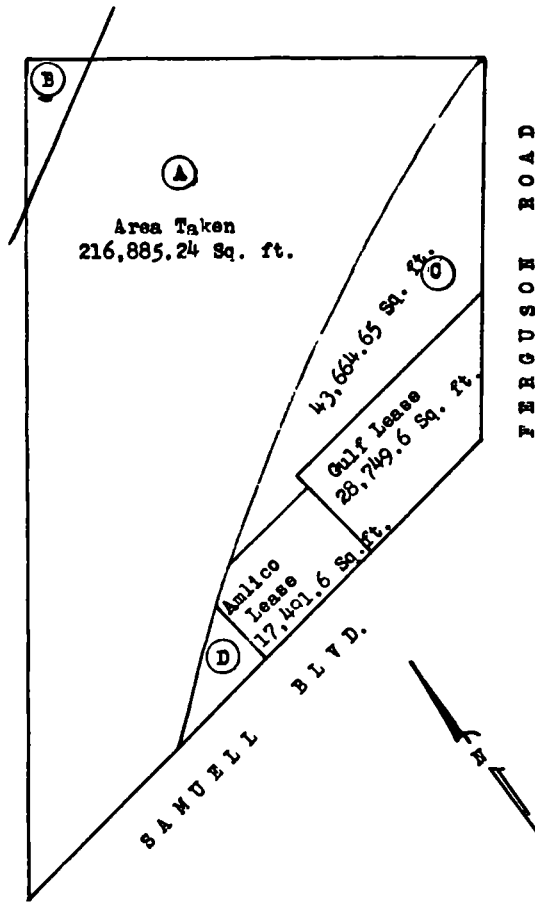 B
A
Area Taken
216,885.24 Sq. ft.
FERGUSON ROAD
C
43,664.65 Sq. ft.
Gulf Lease
28,749.6 Sq. ft.
Amlico
Lease
17,491.6 Sq. ft.
D
SAMUELL BLVD.
N